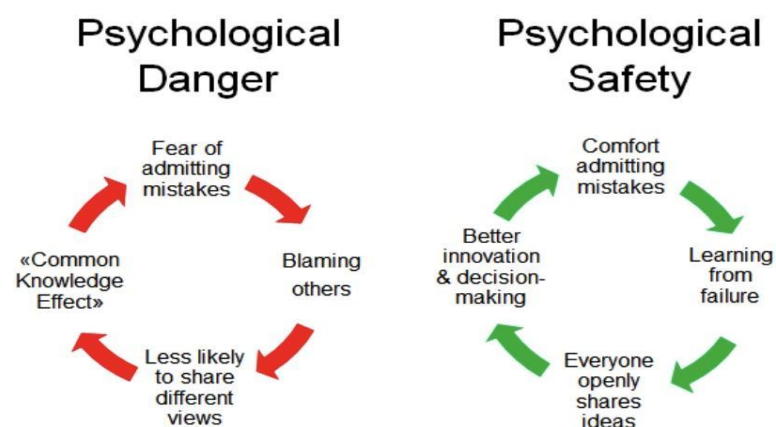 Psychological
Danger
Fear of
admitting
mistakes
Blaming
others
Less likely
to share
different
views
«Common
Knowledge
Effect»
Psychological
Safety
Comfort
admitting
mistakes
Learning
from
failure
Everyone
openly
shares
ideas
Better
innovation
& decision-
making